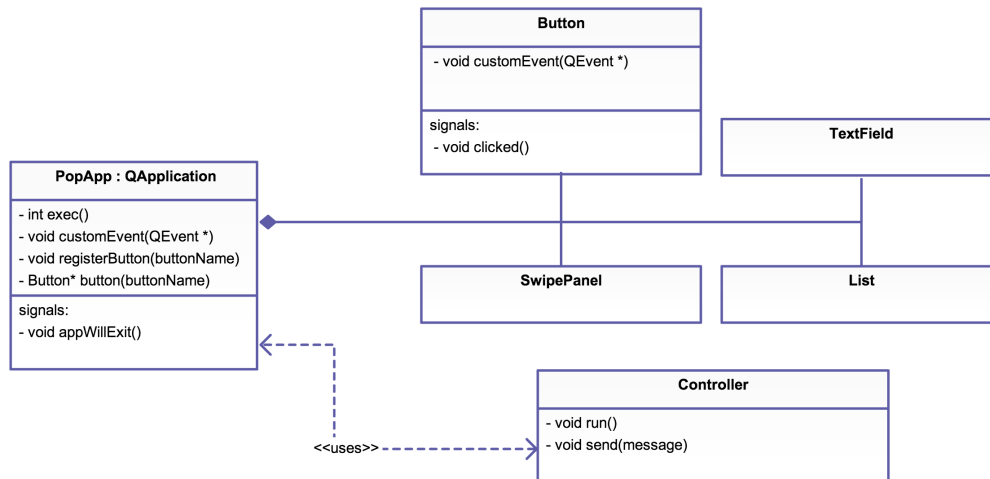 Button
- void customEvent(QEvent *)
signals:
- void clicked()
TextField
PopApp : QApplication
- int exec()
- void customEvent(QEvent *)
- void registerButton(buttonName)
- Button* button(buttonName)
signals:
- void appWillExit()
SwipePanel
List
<<uses>>
Controller
- void run()
- void send(message)